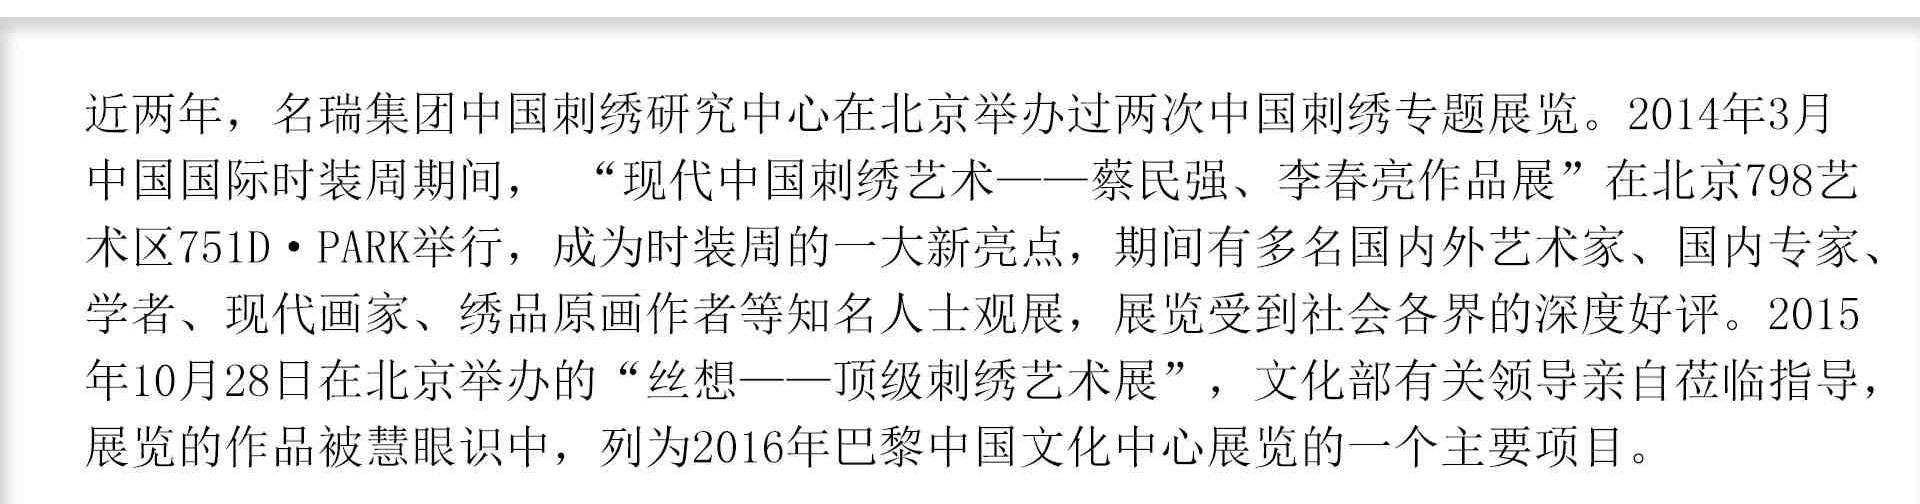 近两年，名瑞集团中国刺绣研究中心在北京举办过两次中国刺绣专题展览。2014年3月
中国国际时装周期间， “现代中国刺绣艺术——蔡民强、李春亮作品展”在北京798艺
术区751D·PARK举行，成为时装周的一大新亮点，期间有多名国内外艺术家、国内专家、
学者、现代画家、绣品原画作者等知名人士观展，展览受到社会各界的深度好评。2015
年10月28日在北京举办的“丝想——顶级刺绣艺术展”，文化部有关领导亲自莅临指导，
展览的作品被慧眼识中，列为2016年巴黎中国文化中心展览的一个主要项目。